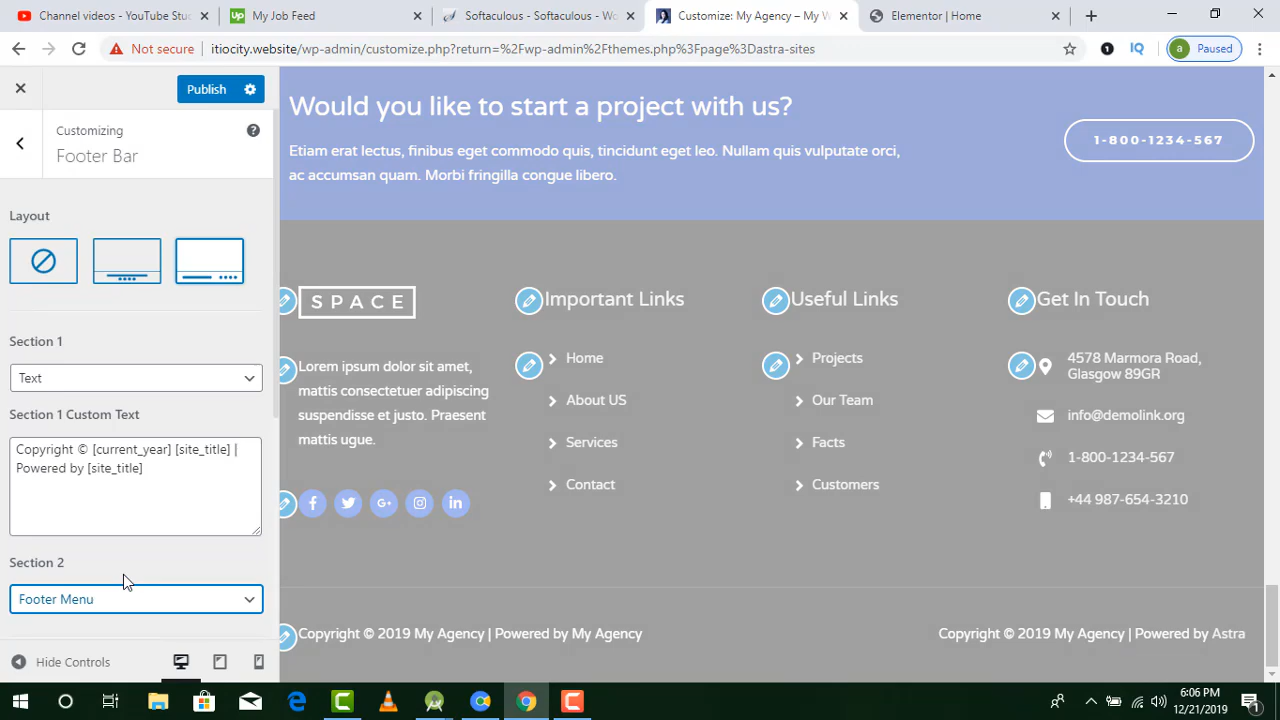 Channel videos - YouTube Stu
My Job Feed
Softaculous - Softaculous - Wo
Customize: My Agency – My W
Elementor | Home
Not secure
itiocity.website/wp-admin/customize.php?return=%2Fwp-admin%2Fthemes.php%3Fpage%3Dastra-sites
IQ
a Paused
Publish
Customizing
Footer Bar
Layout
Section 1
Text
Section 1 Custom Text
Copyright © [current_year] [site_title] |
Powered by [site_title]
Section 2
Footer Menu
Hide Controls
Would you like to start a project with us?
Etiam erat lectus, finibus eget commodo quis, tincidunt eget leo. Nullam quis vulputate orci,
ac accumsan quam. Morbi fringilla congue libero.
1-800-1234-567
SPACE
Lorem ipsum dolor sit amet,
mattis consectetuer adipiscing
suspendisse et justo. Praesent
mattis ugue.
Important Links
Home
About US
Services
Contact
Useful Links
Projects
Our Team
Facts
Customers
Get In Touch
4578 Marmora Road,
Glasgow 89GR
info@demolink.org
1-800-1234-567
+44 987-654-3210
Copyright © 2019 My Agency | Powered by My Agency
Copyright © 2019 My Agency | Powered by Astra
6:06 PM
12/21/2019